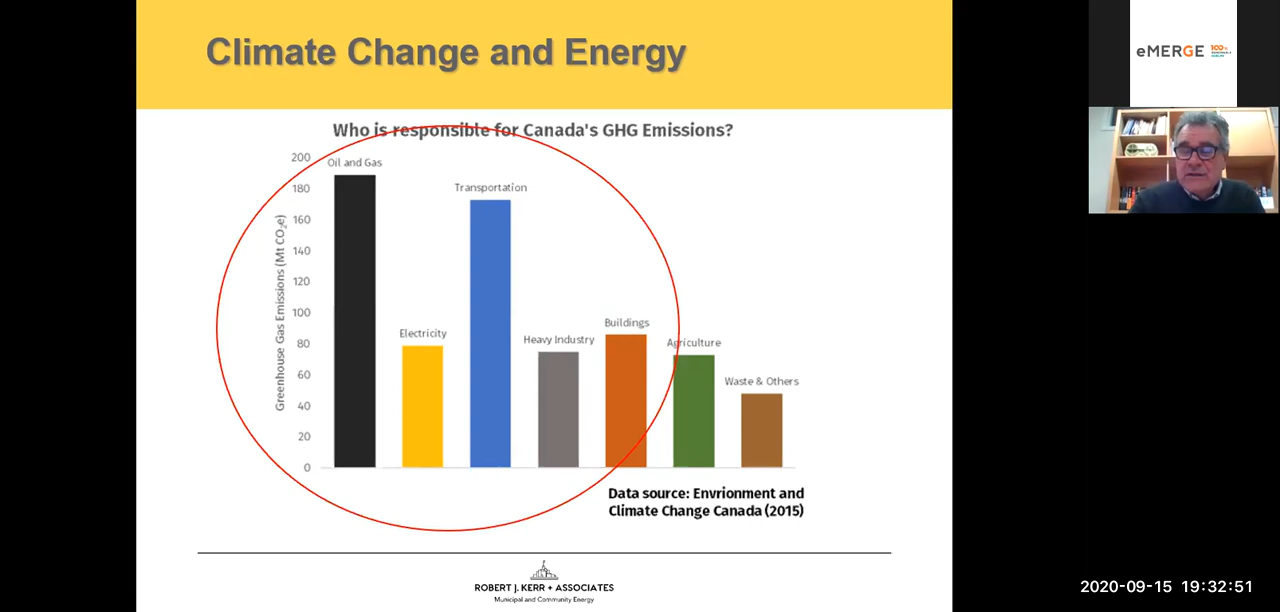 Climate Change and Energy
Who is responsible for Canada's GHG Emissions?
Greenhouse Gas Emissions (Mt CO₂e)
200
180
160
140
120
100
80
60
40
20
0
Oil and Gas
Electricity
Transportation
Heavy Industry
Buildings
Agriculture
Waste & Others
Data source: Envrionment and
Climate Change Canada (2015)
ROBERT J. KERR + ASSOCIATES
Municipal and Community Energy
eMERGE
100%
2020-09-15 19:32:51